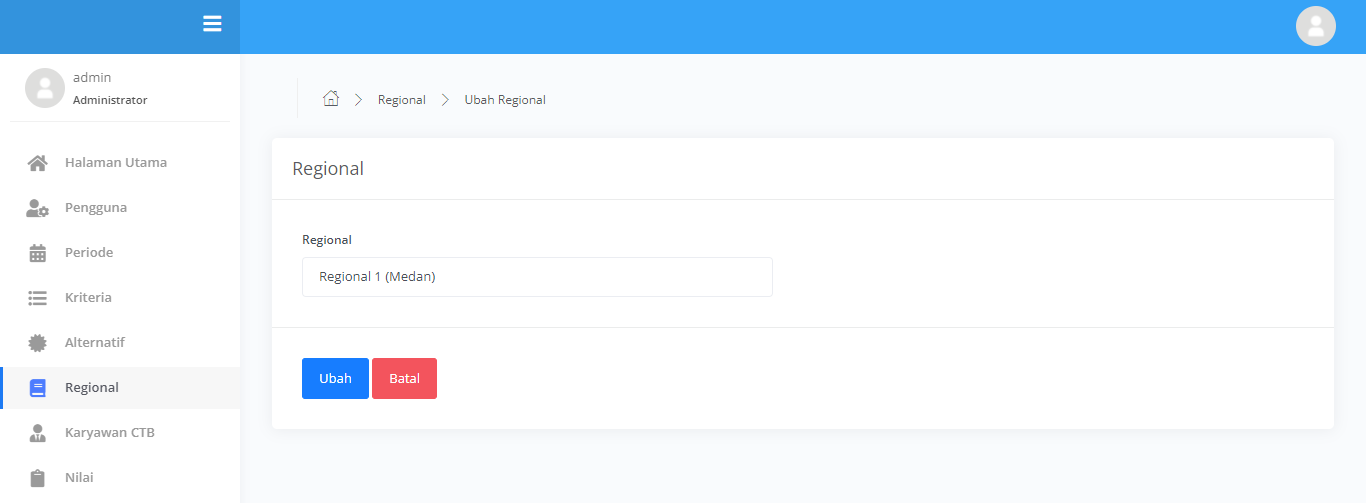 admin
Administrator
Halaman Utama
Pengguna
Periode
Kriteria
Alternatif
Regional
Karyawan CTB
Nilai
Regional
Ubah Regional
Regional
Regional
Regional 1 (Medan)
Ubah
Batal